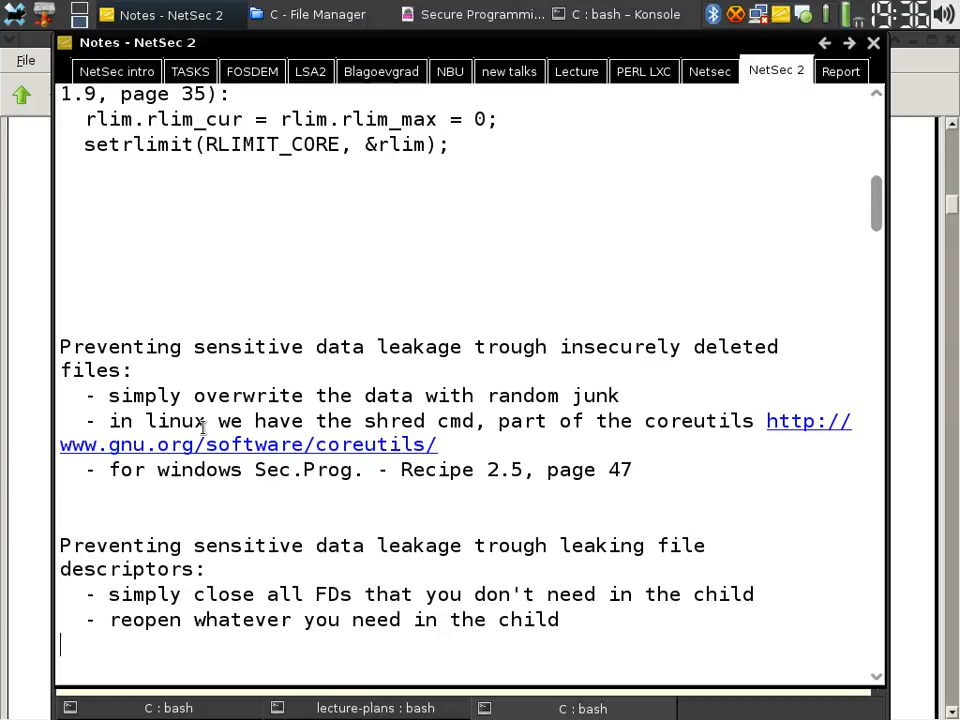 Notes - NetSec 2
C - File Manager
Secure Programmi...
C : bash – Konsole
19:36
Notes - NetSec 2
File
NetSec intro
TASKS
FOSDEM
LSA2
Blagoevgrad
NBU
new talks
Lecture
PERL LXC
Netsec
NetSec 2
Report
1.9, page 35):
rlim.rlim_cur = rlim.rlim_max = 0;
setrlimit(RLIMIT_CORE, &rlim);
Preventing sensitive data leakage trough insecurely deleted
files:
- simply overwrite the data with random junk
- in linux we have the shred cmd, part of the coreutils http://
www.gnu.org/software/coreutils/
- for windows Sec.Prog. - Recipe 2.5, page 47
Preventing sensitive data leakage trough leaking file
descriptors:
- simply close all FDs that you don't need in the child
- reopen whatever you need in the child
C : bash
lecture-plans : bash
C : bash